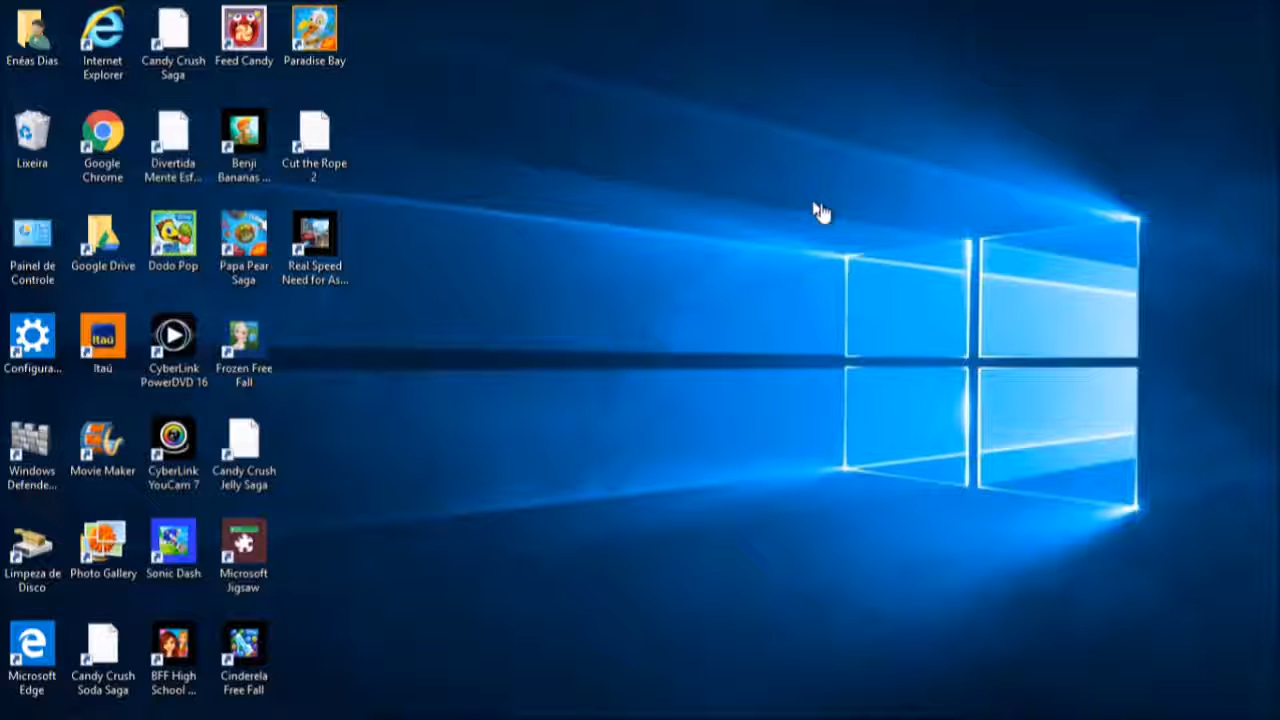 Enéas Dias
Internet
Explorer
Candy Crush
Saga
Feed Candy
Paradise Bay
Lixeira
Google
Chrome
Divertida
Mente Esf...
Benji
Bananas ...
Cut the Rope
2
Painel de
Controle
Google Drive
Dodo Pop
Papa Pear
Saga
Real Speed
Need for As...
Configura...
Itaú
Itaú
CyberLink
PowerDVD 16
Frozen Free
Fall
Windows
Defende...
Movie Maker
CyberLink
YouCam 7
Candy Crush
Jelly Saga
Limpeza de
Disco
Photo Gallery
Sonic Dash
Microsoft
Jigsaw
Microsoft
Edge
Candy Crush
Soda Saga
BFF High
School ...
Cinderela
Free Fall